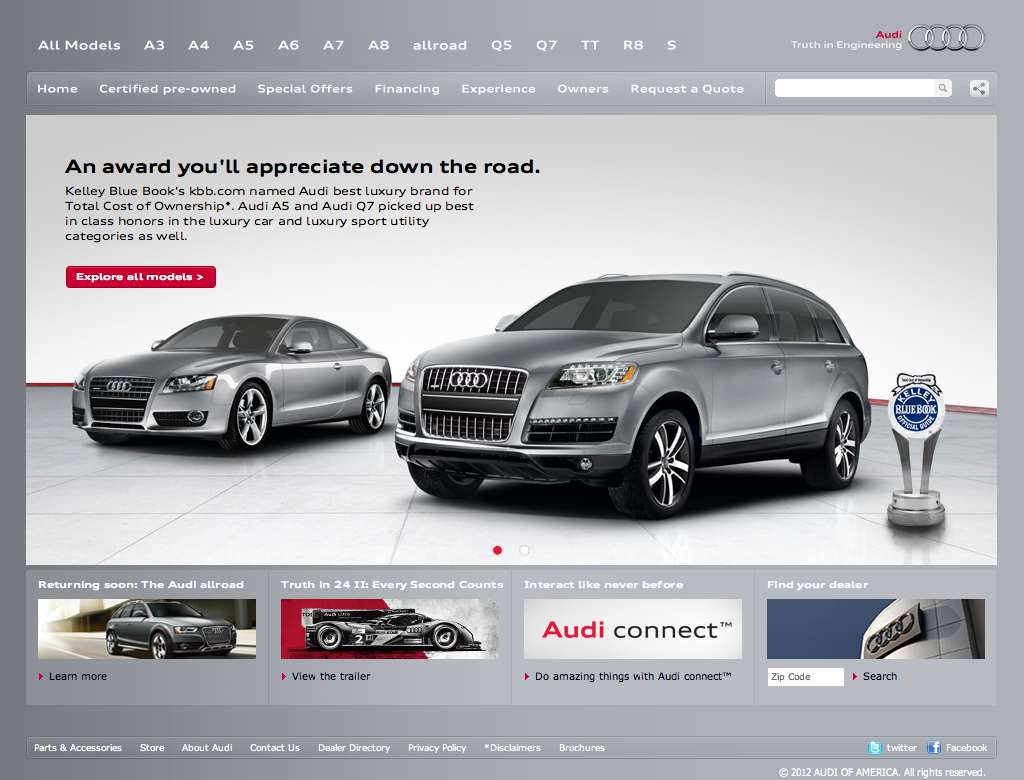 All Models A3 A4 A5 A6 A7 A8 allroad Q5 Q7 TT R8 S
Audi
Truth in Engineering
Home Certified pre-owned Special Offers Financing Experience Owners Request a Quote
An award you'll appreciate down the road.
Kelley Blue Book's kbb.com named Audi best luxury brand for
Total Cost of Ownership*. Audi A5 and Audi Q7 picked up best
in class honors in the luxury car and luxury sport utility
categories as well.
Explore all models >
KELLEY
BLUE BOOK
OFFICIAL GUIDE
Returning soon: The Audi allroad
Learn more
Truth in 24 II: Every Second Counts
2
View the trailer
Interact like never before
Audi connect™
Do amazing things with Audi connect™
Find your dealer
Zip Code
Search
Parts & Accessories Store About Audi Contact Us Dealer Directory Privacy Policy *Disclaimers Brochures twitter Facebook
© 2012 AUDI OF AMERICA. All rights reserved.